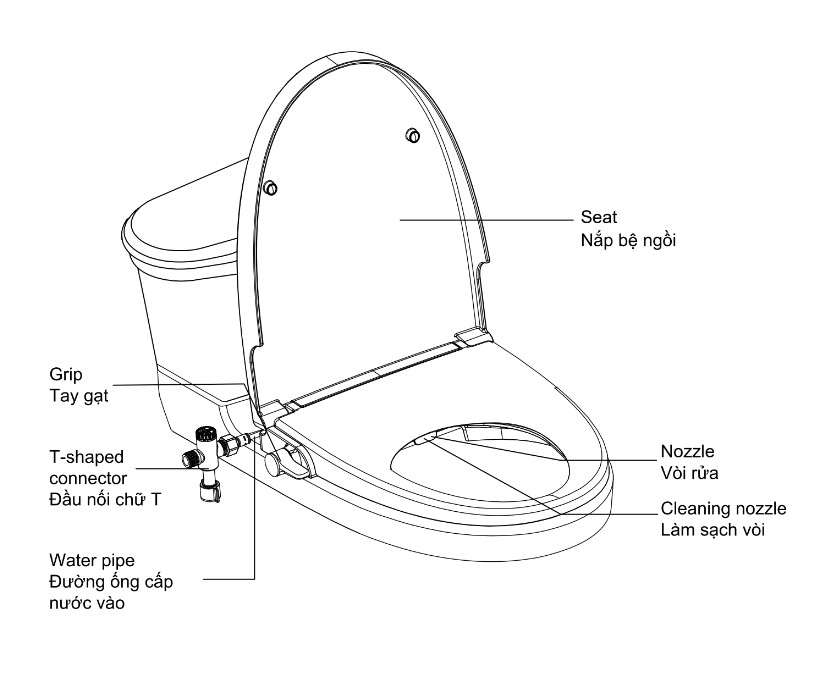 Seat
Nắp bệ ngồi
Grip
Tay gạt
T-shaped
connector
Đầu nối chữ T
Nozzle
Vòi rửa
Cleaning nozzle
Làm sạch vòi
Water pipe
Đường ống cấp
nước vào